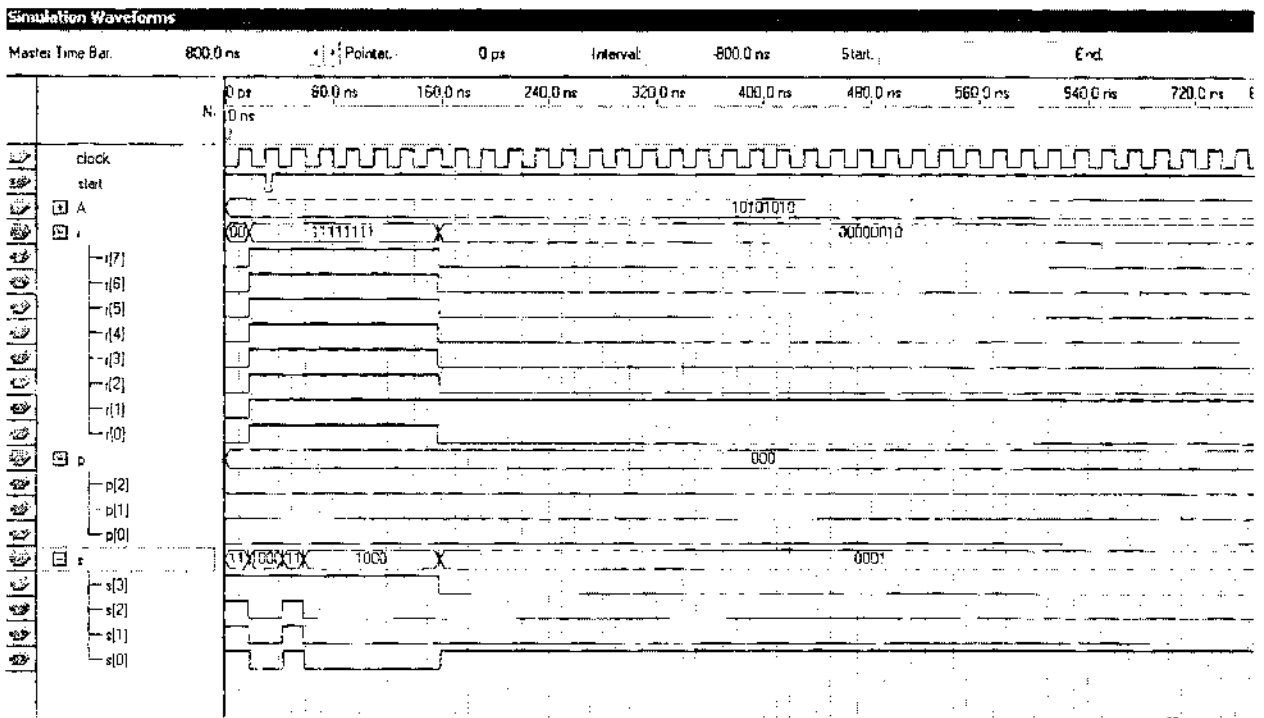 Simulation Waveforms
Master Time Bar: 800.0 ns Pointer: 0 ps Interval: -800.0 ns Start: End:
0 ps 80.0 ns 160.0 ns 240.0 ns 320.0 ns 400.0 ns 480.0 ns 560.0 ns 640.0 ns 720.0 ns
N. 0 ns
clock
start
A 10101010
00 11111111 00000010
r[7]
r[6]
r[5]
r[4]
r[3]
r[2]
r[1]
r[0]
p 000
p[2]
p[1]
p[0]
s 11 1000 11 1000 0001
s[3]
s[2]
s[1]
s[0]